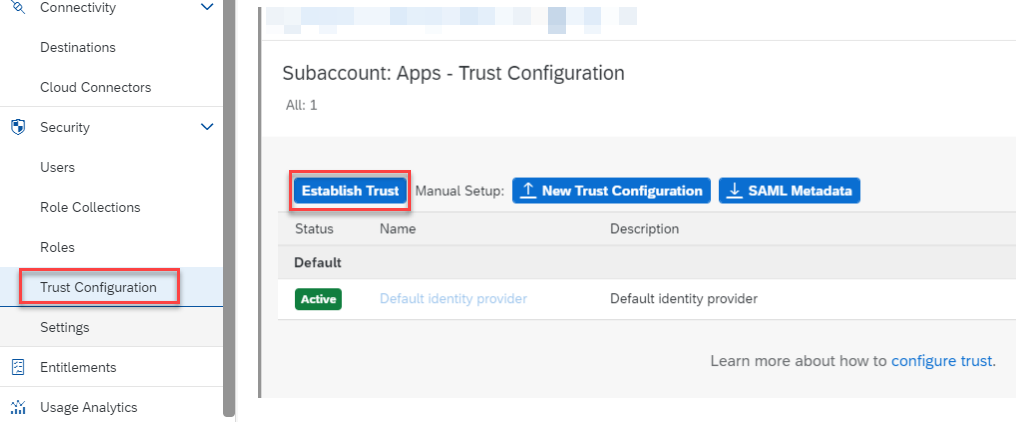 Connectivity
Destinations
Cloud Connectors
Security
Users
Role Collections
Roles
Trust Configuration
Settings
Entitlements
Usage Analytics
Subaccount: Apps - Trust Configuration
All: 1
Establish Trust Manual Setup: New Trust Configuration SAML Metadata
Status Name Description
Default
Active Default identity provider Default identity provider
Learn more about how to configure trust.